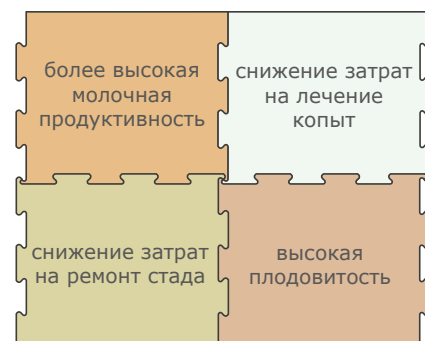 более высокая
молочная
продуктивность
снижение затрат
на лечение
копыт
снижение затрат
на ремонт стада
высокая
плодовитость